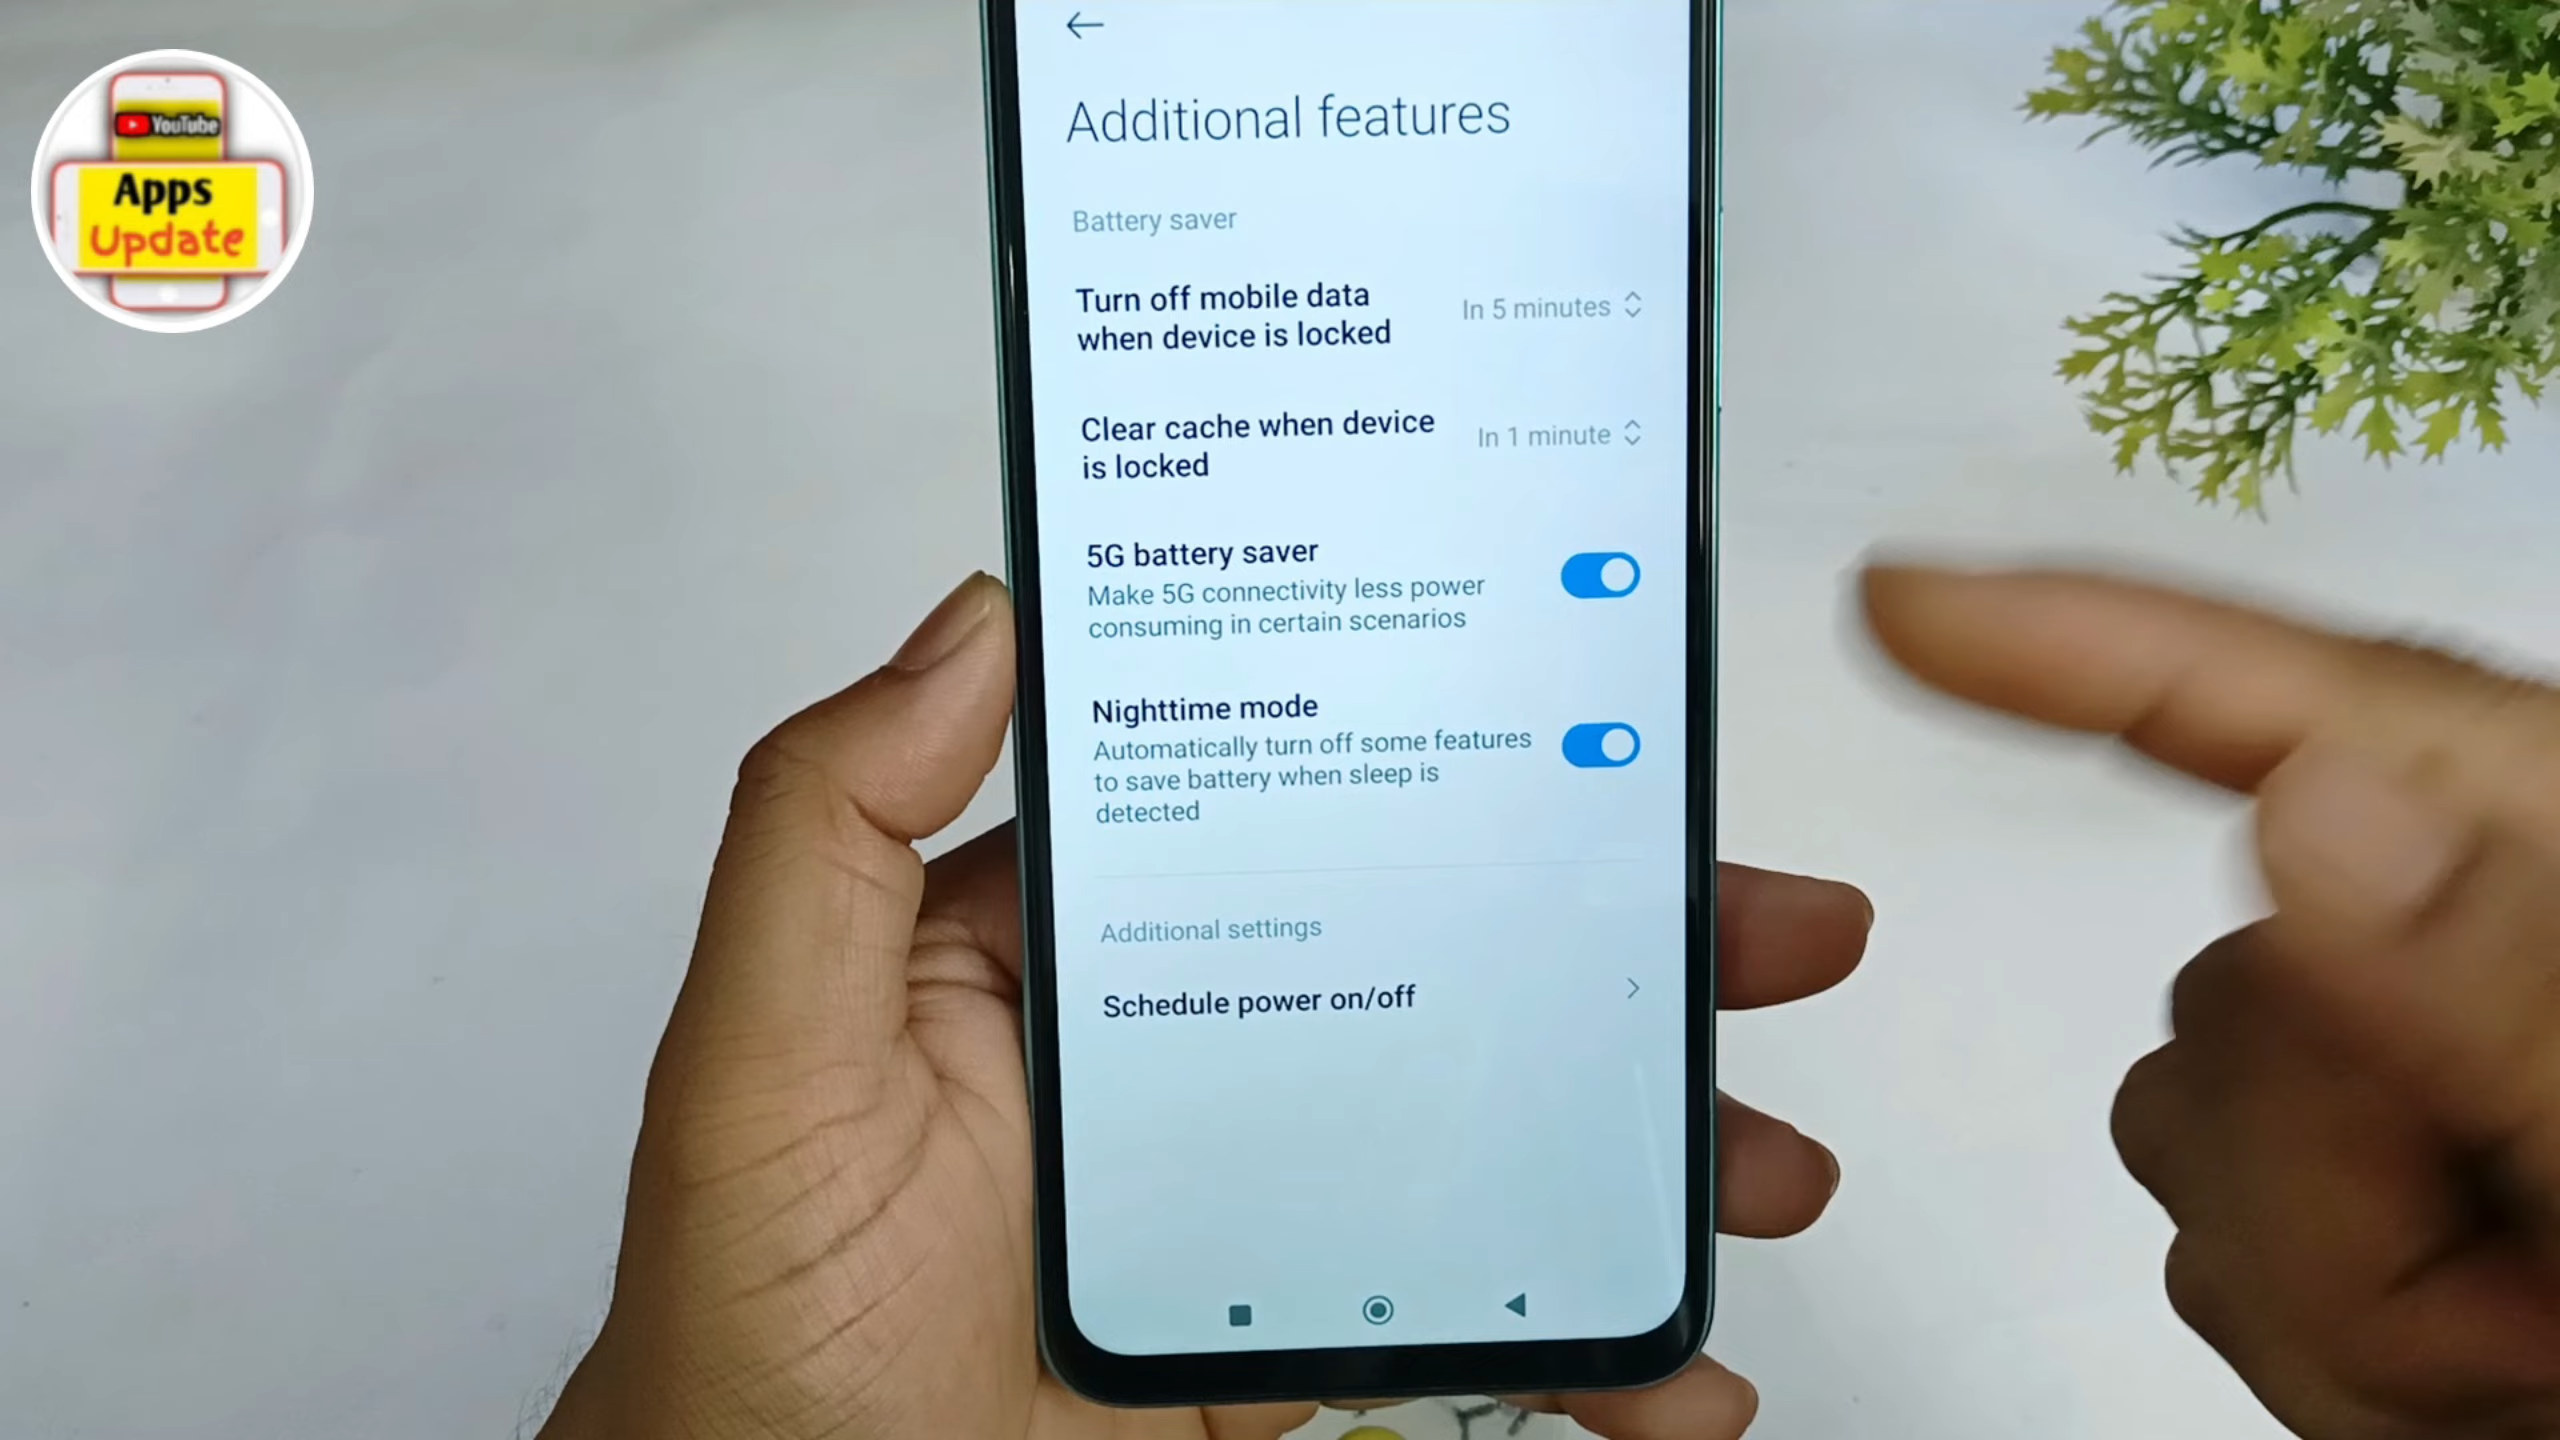 YouTube
Apps
Update
Additional features
Battery saver
Turn off mobile data
when device is locked
In 5 minutes
Clear cache when device
is locked
In 1 minute
5G battery saver
Make 5G connectivity less power
consuming in certain scenarios
Nighttime mode
Automatically turn off some features
to save battery when sleep is
detected
Additional settings
Schedule power on/off